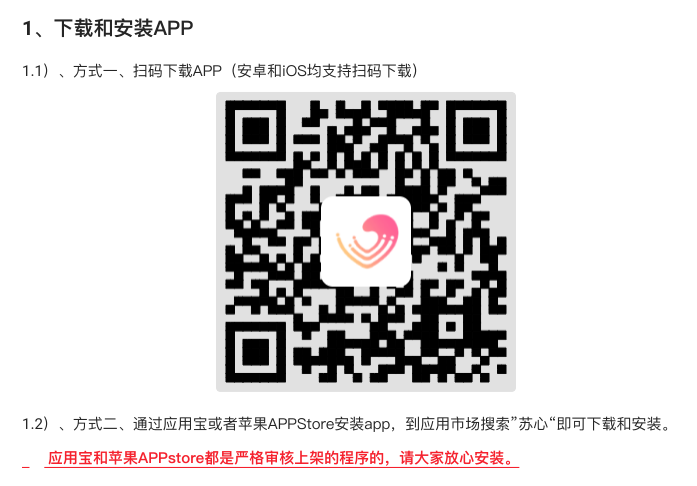 1、下载和安装APP
1.1）、方式一、扫码下载APP（安卓和iOS均支持扫码下载）
1.2）、方式二、通过应用宝或者苹果APPStore安装app，到应用市场搜索”苏心“即可下载和安装。
_ 应用宝和苹果APPstore都是严格审核上架的程序的，请大家放心安装。